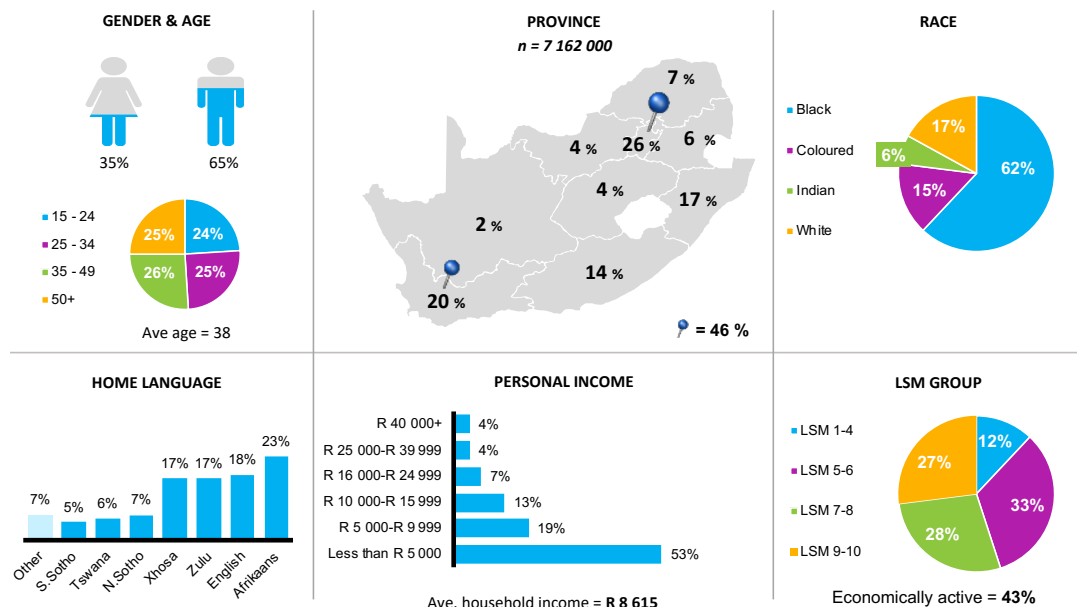 GENDER & AGE
35%
65%
15 - 24
25 - 34
35 - 49
50+
25%
24%
26%
25%
Ave age = 38
PROVINCE
n = 7 162 000
7 %
4 %
26 %
6 %
4 %
17 %
2 %
14 %
20 %
= 46 %
RACE
Black
Coloured
Indian
White
17%
6%
62%
15%
HOME LANGUAGE
7%
5%
6%
7%
17%
17%
18%
23%
Other
S.Sotho
Tswana
N.Sotho
Xhosa
Zulu
English
Afrikaans
PERSONAL INCOME
R 40 000+ 4%
R 25 000-R 39 999 4%
R 16 000-R 24 999 7%
R 10 000-R 15 999 13%
R 5 000-R 9 999 19%
Less than R 5 000 53%
Ave. household income = R 8 615
LSM GROUP
LSM 1-4
LSM 5-6
LSM 7-8
LSM 9-10
12%
27%
33%
28%
Economically active = 43%